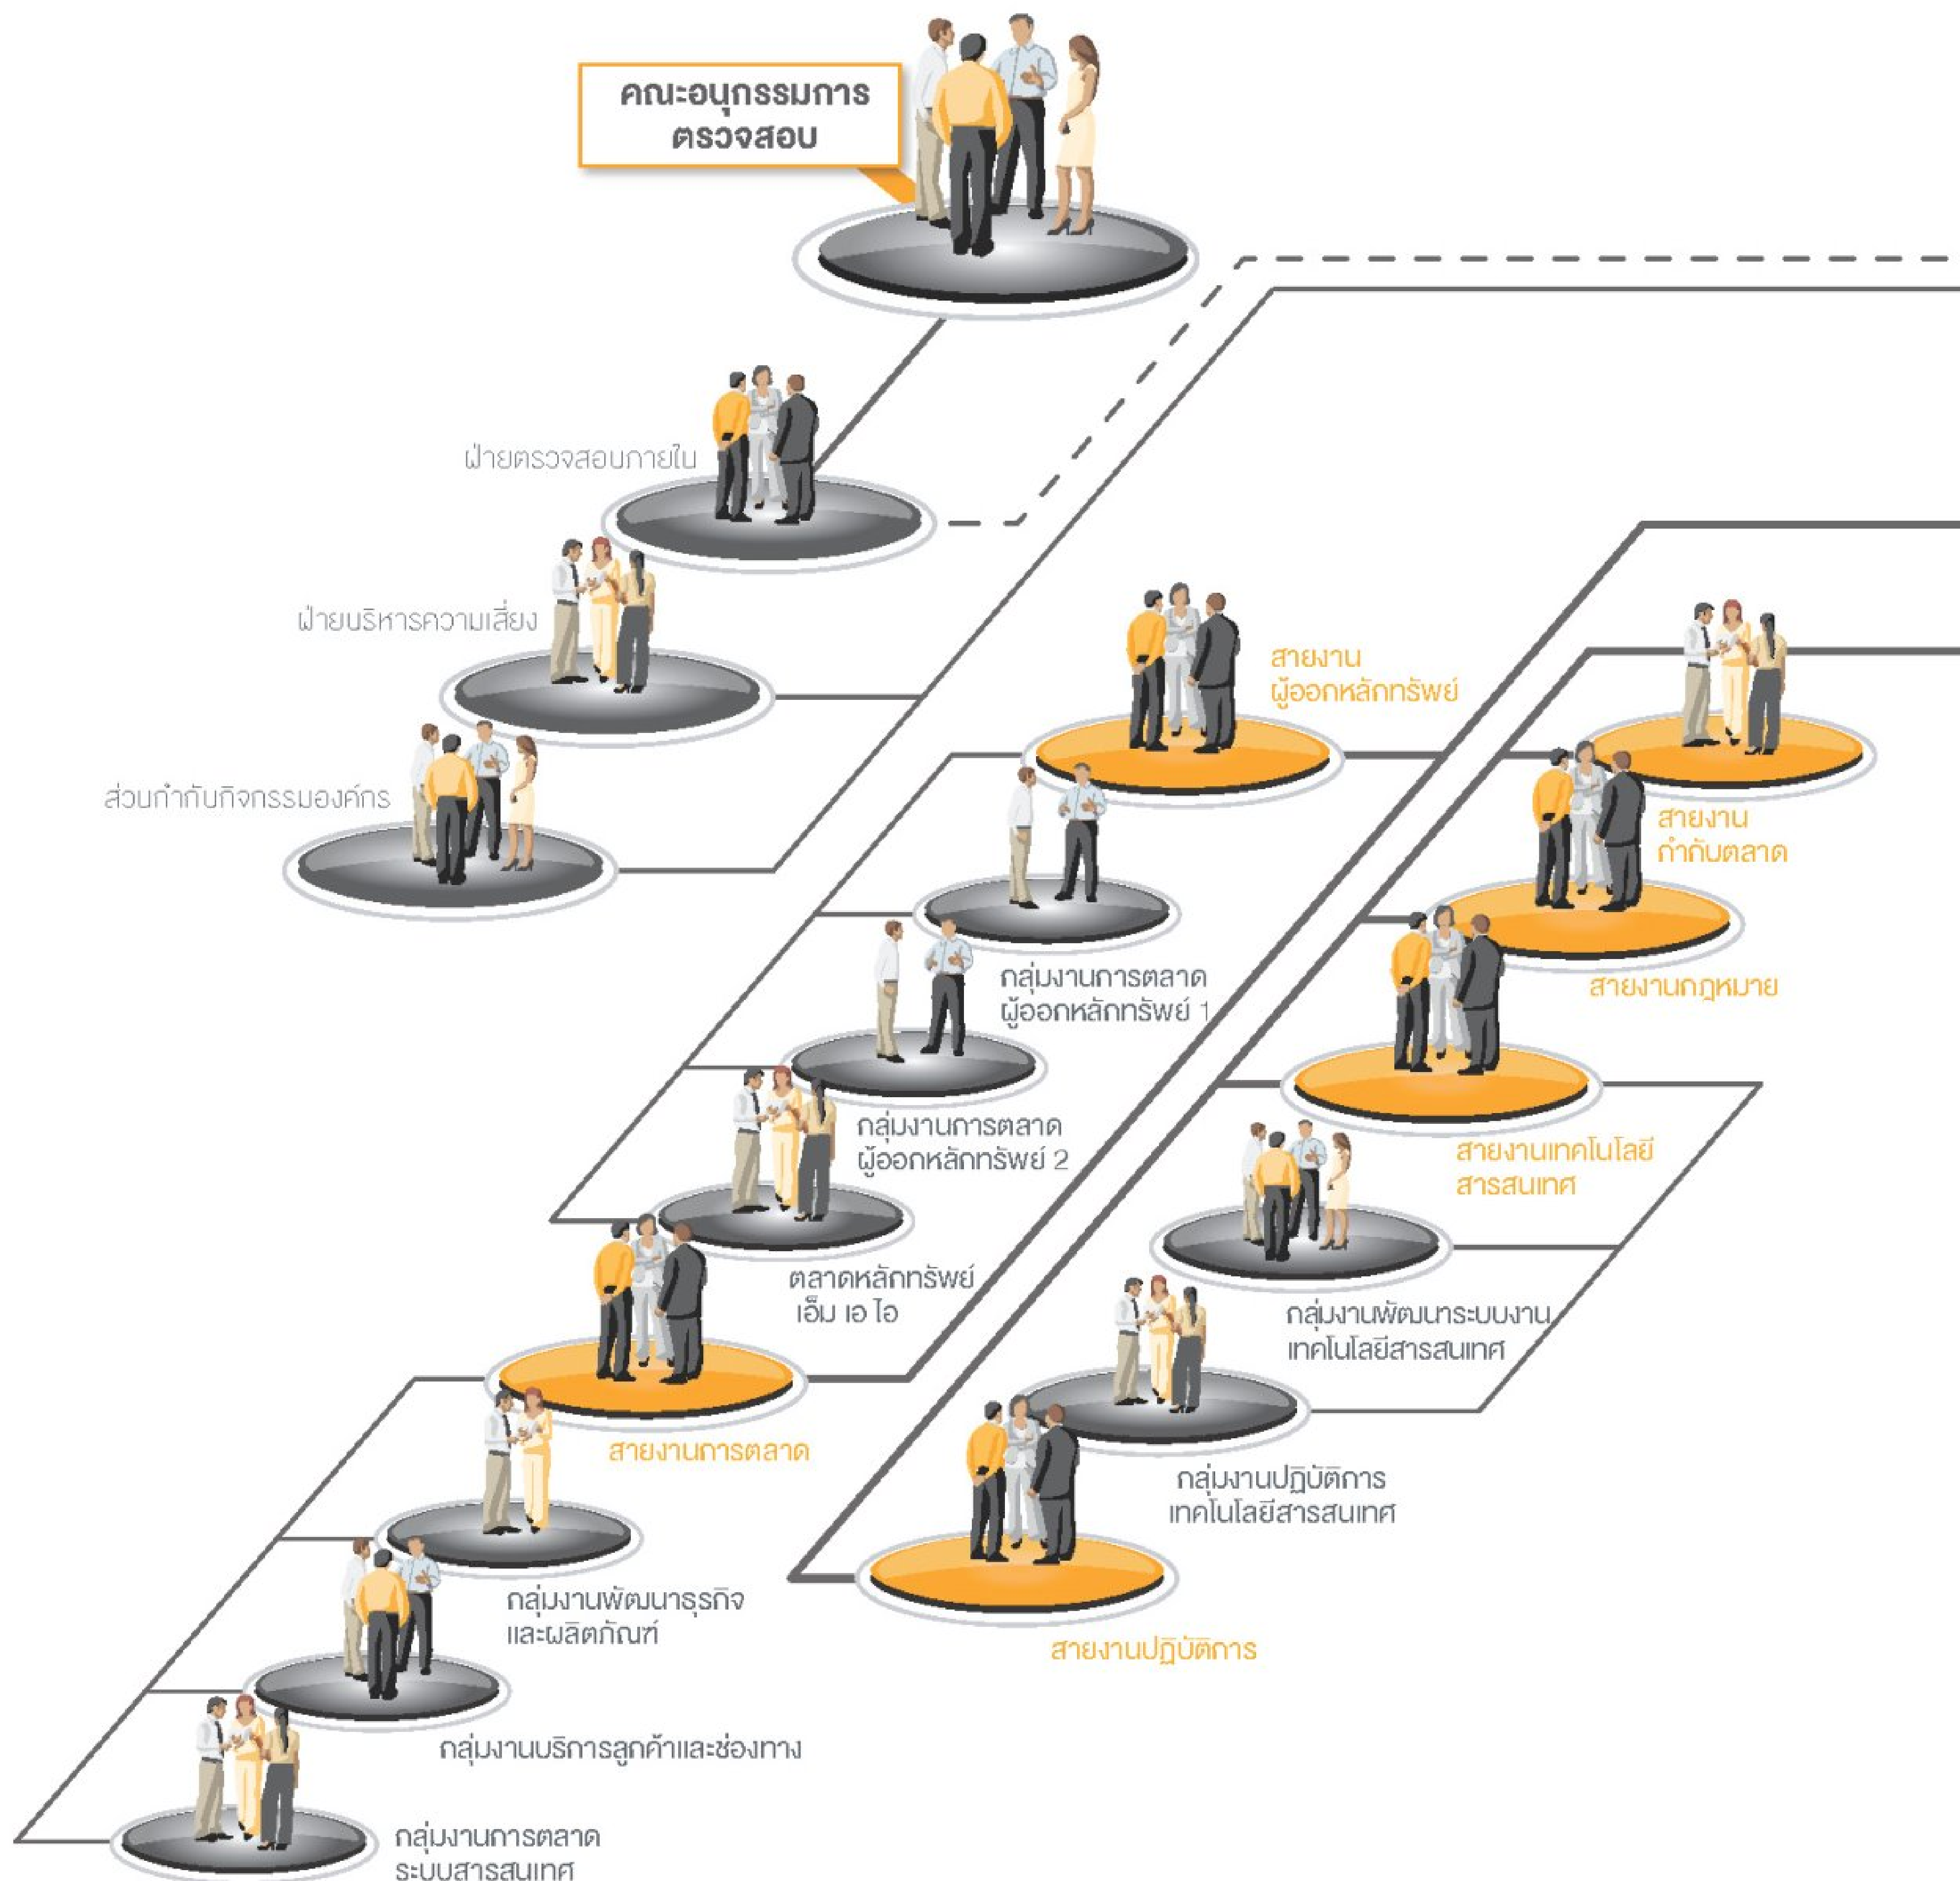 คณะอนุกรรมการ
ตรวจสอบ
ฝ่ายตรวจสอบภายใน
ฝ่ายบริหารความเสี่ยง
ส่วนกำกับกิจกรรมองค์กร
สายงาน
ผู้ออกหลักทรัพย์
กลุ่มงานการตลาด
ผู้ออกหลักทรัพย์ 1
กลุ่มงานการตลาด
ผู้ออกหลักทรัพย์ 2
ตลาดหลักทรัพย์
เอ็ม เอ ไอ
สายงานการตลาด
กลุ่มงานพัฒนาธุรกิจ
และผลิตภัณฑ์
กลุ่มงานบริการลูกค้าและช่องทาง
กลุ่มงานการตลาด
ระบบสารสนเทศ
สายงาน
กำกับตลาด
สายงานกฎหมาย
สายงานเทคโนโลยี
สารสนเทศ
กลุ่มงานพัฒนาระบบงาน
เทคโนโลยีสารสนเทศ
กลุ่มงานปฏิบัติการ
เทคโนโลยีสารสนเทศ
สายงานปฏิบัติการ